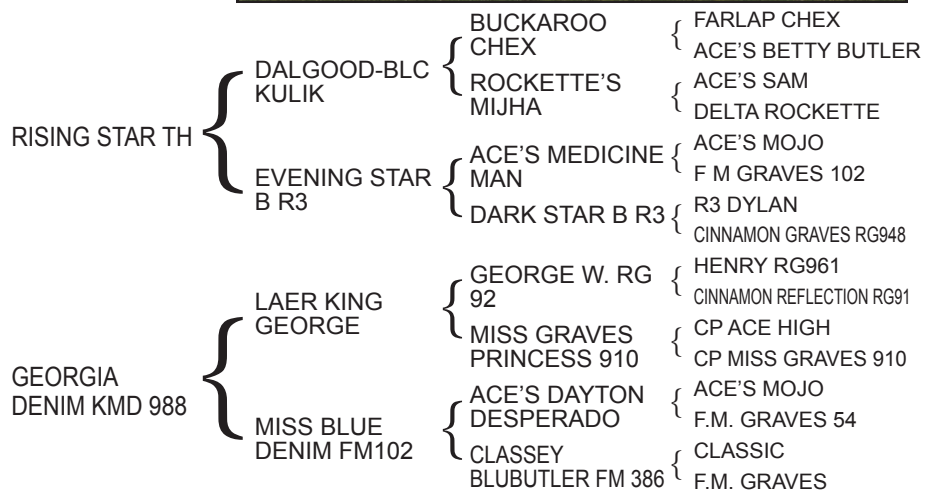 BUCKAROO
CHEX
FARLAP CHEX
ACE'S BETTY BUTLER
DALGOOD-BLC
KULIK
ROCKETTE'S
MIJHA
ACE'S SAM
DELTA ROCKETTE
RISING STAR TH
EVENING STAR
B R3
ACE'S MEDICINE
MAN
ACE'S MOJO
F M GRAVES 102
DARK STAR B R3
R3 DYLAN
CINNAMON GRAVES RG948
LAER KING
GEORGE
GEORGE W. RG
92
HENRY RG961
CINNAMON REFLECTION RG91
MISS GRAVES
PRINCESS 910
CP ACE HIGH
CP MISS GRAVES 910
GEORGIA
DENIM KMD 988
MISS BLUE
DENIM FM102
ACE'S DAYTON
DESPERADO
ACE'S MOJO
F.M. GRAVES 54
CLASSEY
BLUBUTLER FM 386
CLASSIC
F.M. GRAVES